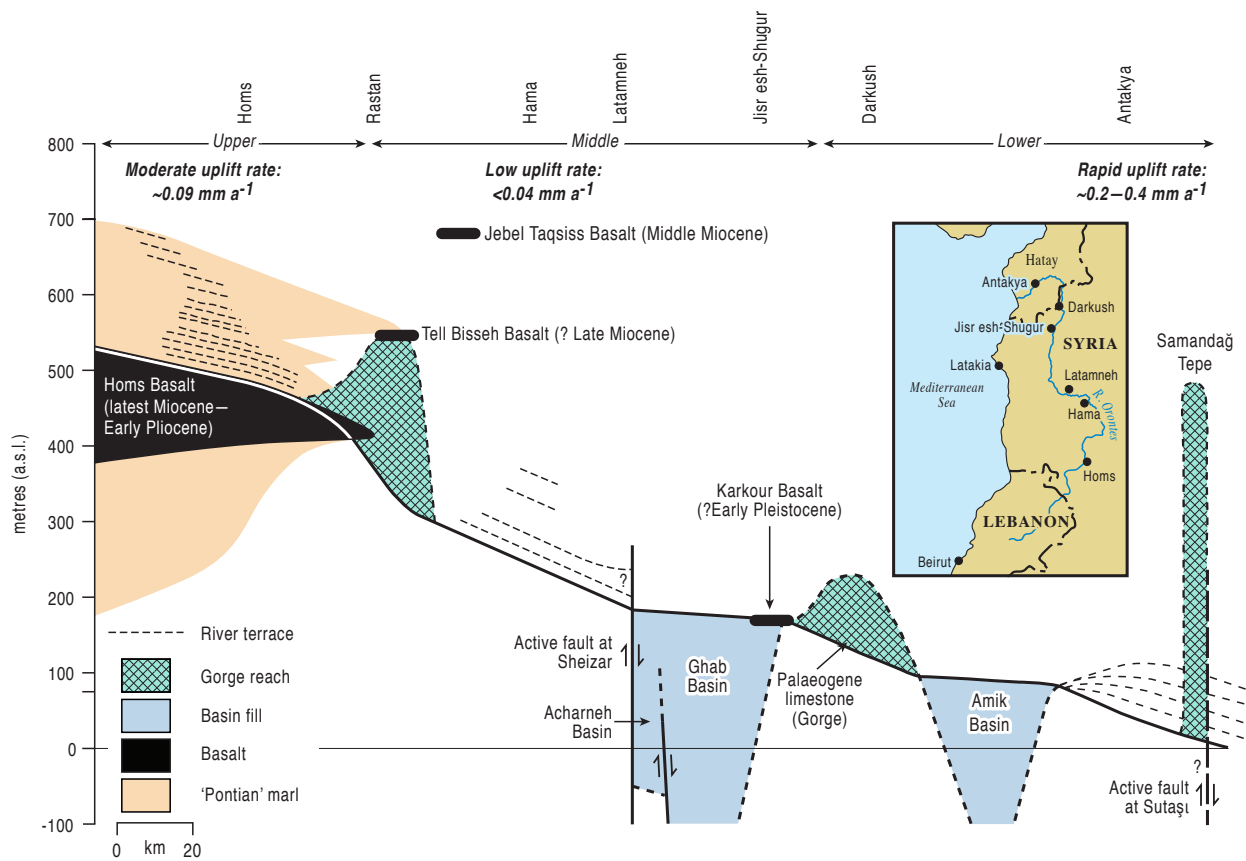 Homs
Rastan
Hama
Latamneh
Jisr esh-Shugur
Darkush
Antakya
Upper
Middle
Lower
Moderate uplift rate:
~0.09 mm a-1
Low uplift rate:
<0.04 mm a-1
Rapid uplift rate:
~0.2–0.4 mm a-1
800
700
600
500
400
300
200
100
0
-100
metres (a.s.l.)
Jebel Taqsiss Basalt (Middle Miocene)
Tell Bisseh Basalt (? Late Miocene)
Homs Basalt
(latest Miocene–
Early Pliocene)
Karkour Basalt
(?Early Pleistocene)
?
Active fault at
Sheizar
Acharneh
Basin
Ghab
Basin
Palaeogene
limestone
(Gorge)
Amik
Basin
Samandağ
Tepe
?
Active fault
at Sutaşı
Hatay
Antakya
Darkush
Jisr esh-Shugur
SYRIA
Latakia
Latamneh
Mediterranean
Sea
R. Orontes
Hama
Homs
LEBANON
Beirut
River terrace
Gorge reach
Basin fill
Basalt
'Pontian' marl
0 km 20